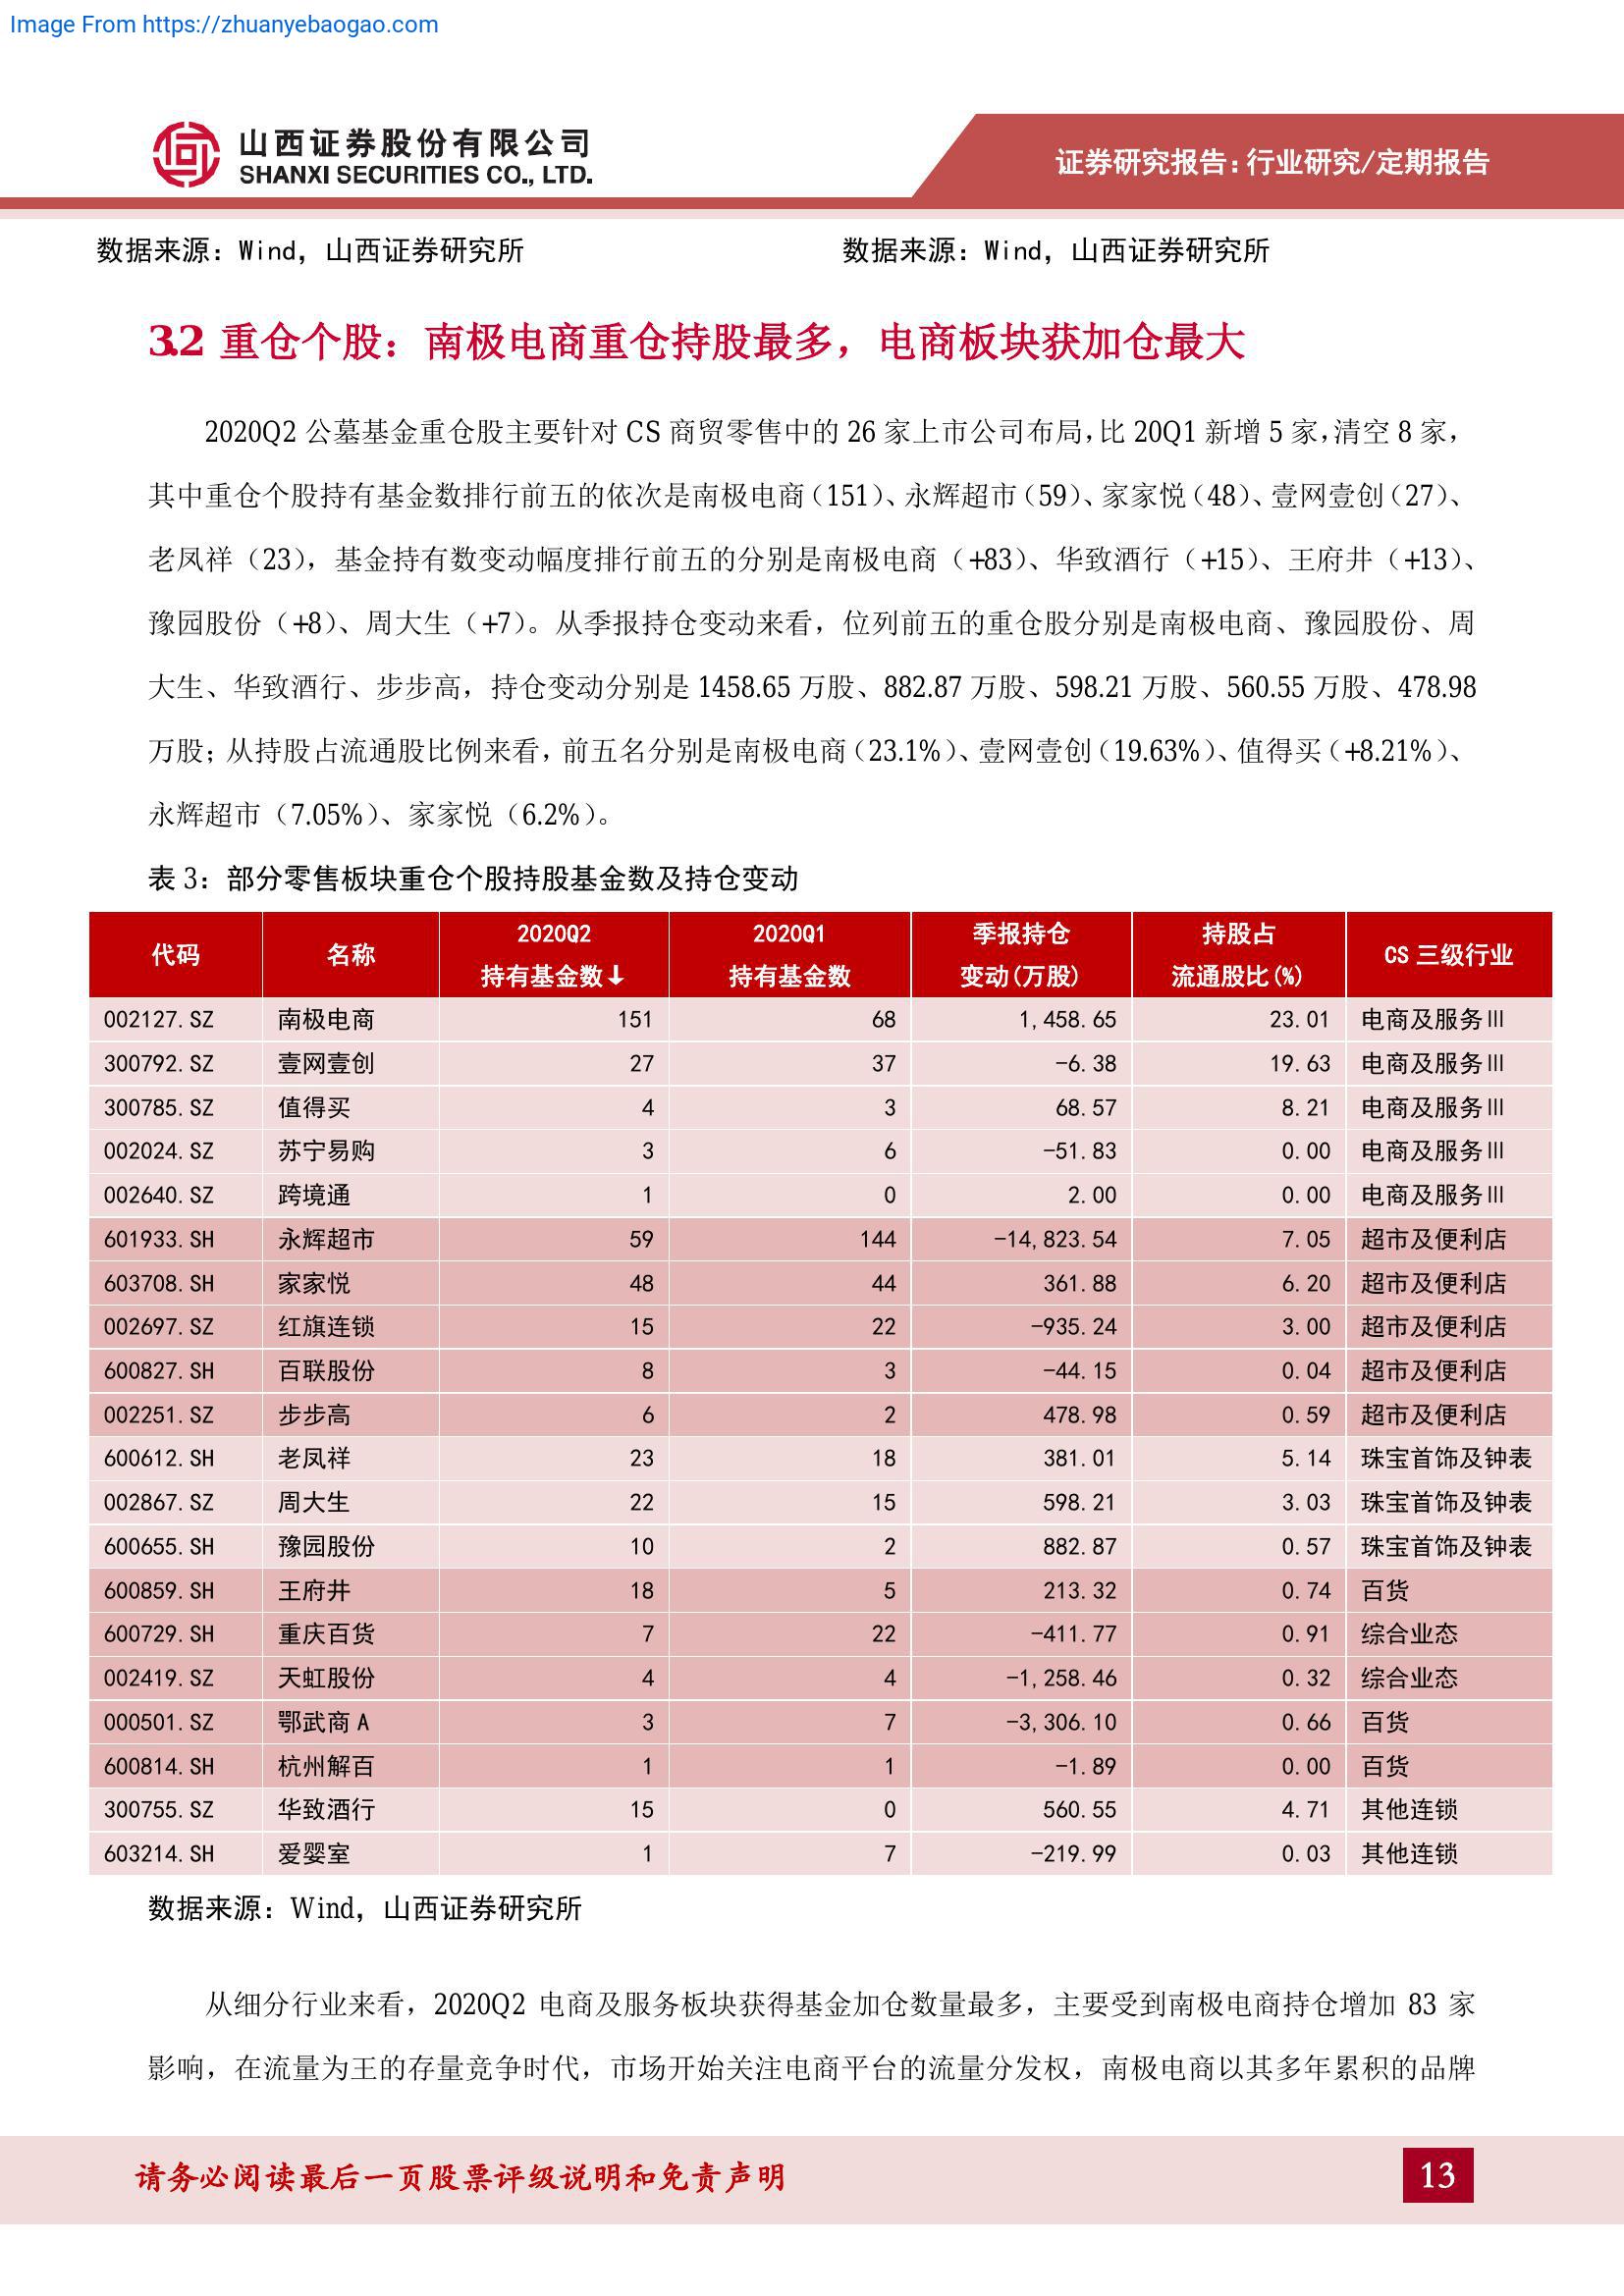 Image From https://zhuanyebaogao.com
山西证券股份有限公司
SHANXI SECURITIES CO., LTD.
证券研究报告：行业研究/定期报告
数据来源：Wind，山西证券研究所 数据来源：Wind，山西证券研究所
3.2 重仓个股：南极电商重仓持股最多，电商板块获加仓最大
2020Q2 公墓基金重仓股主要针对 CS 商贸零售中的 26 家上市公司布局，比 20Q1 新增 5 家，清空 8 家，
其中重仓个股持有基金数排行前五的依次是南极电商（151）、永辉超市（59）、家家悦（48）、壹网壹创（27）、
老凤祥（23），基金持有数变动幅度排行前五的分别是南极电商（+83）、华致酒行（+15）、王府井（+13）、
豫园股份（+8）、周大生（+7）。从季报持仓变动来看，位列前五的重仓股分别是南极电商、豫园股份、周
大生、华致酒行、步步高，持仓变动分别是 1458.65 万股、882.87 万股、598.21 万股、560.55 万股、478.98
万股；从持股占流通股比例来看，前五名分别是南极电商（23.1%）、壹网壹创（19.63%）、值得买（+8.21%）、
永辉超市（7.05%）、家家悦（6.2%）。
表 3：部分零售板块重仓个股持股基金数及持仓变动
代码 名称 2020Q2 持有基金数↓ 2020Q1 持有基金数 季报持仓变动(万股) 持股占流通股比(%) CS 三级行业
002127.SZ 南极电商 151 68 1,458.65 23.01 电商及服务Ⅲ
300792.SZ 壹网壹创 27 37 -6.38 19.63 电商及服务Ⅲ
300785.SZ 值得买 4 3 68.57 8.21 电商及服务Ⅲ
002024.SZ 苏宁易购 3 6 -51.83 0.00 电商及服务Ⅲ
002640.SZ 跨境通 1 0 2.00 0.00 电商及服务Ⅲ
601933.SH 永辉超市 59 144 -14,823.54 7.05 超市及便利店
603708.SH 家家悦 48 44 361.88 6.20 超市及便利店
002697.SZ 红旗连锁 15 22 -935.24 3.00 超市及便利店
600827.SH 百联股份 8 3 -44.15 0.04 超市及便利店
002251.SZ 步步高 6 2 478.98 0.59 超市及便利店
600612.SH 老凤祥 23 18 381.01 5.14 珠宝首饰及钟表
002867.SZ 周大生 22 15 598.21 3.03 珠宝首饰及钟表
600655.SH 豫园股份 10 2 882.87 0.57 珠宝首饰及钟表
600859.SH 王府井 18 5 213.32 0.74 百货
600729.SH 重庆百货 7 22 -411.77 0.91 综合业态
002419.SZ 天虹股份 4 4 -1,258.46 0.32 综合业态
000501.SZ 鄂武商 A 3 7 -3,306.10 0.66 百货
600814.SH 杭州解百 1 1 -1.89 0.00 百货
300755.SZ 华致酒行 15 0 560.55 4.71 其他连锁
603214.SH 爱婴室 1 7 -219.99 0.03 其他连锁
数据来源：Wind，山西证券研究所
从细分行业来看，2020Q2 电商及服务板块获得基金加仓数量最多，主要受到南极电商持仓增加 83 家
影响，在流量为王的存量竞争时代，市场开始关注电商平台的流量分发权，南极电商以其多年累积的品牌
请务必阅读最后一页股票评级说明和免责声明
13